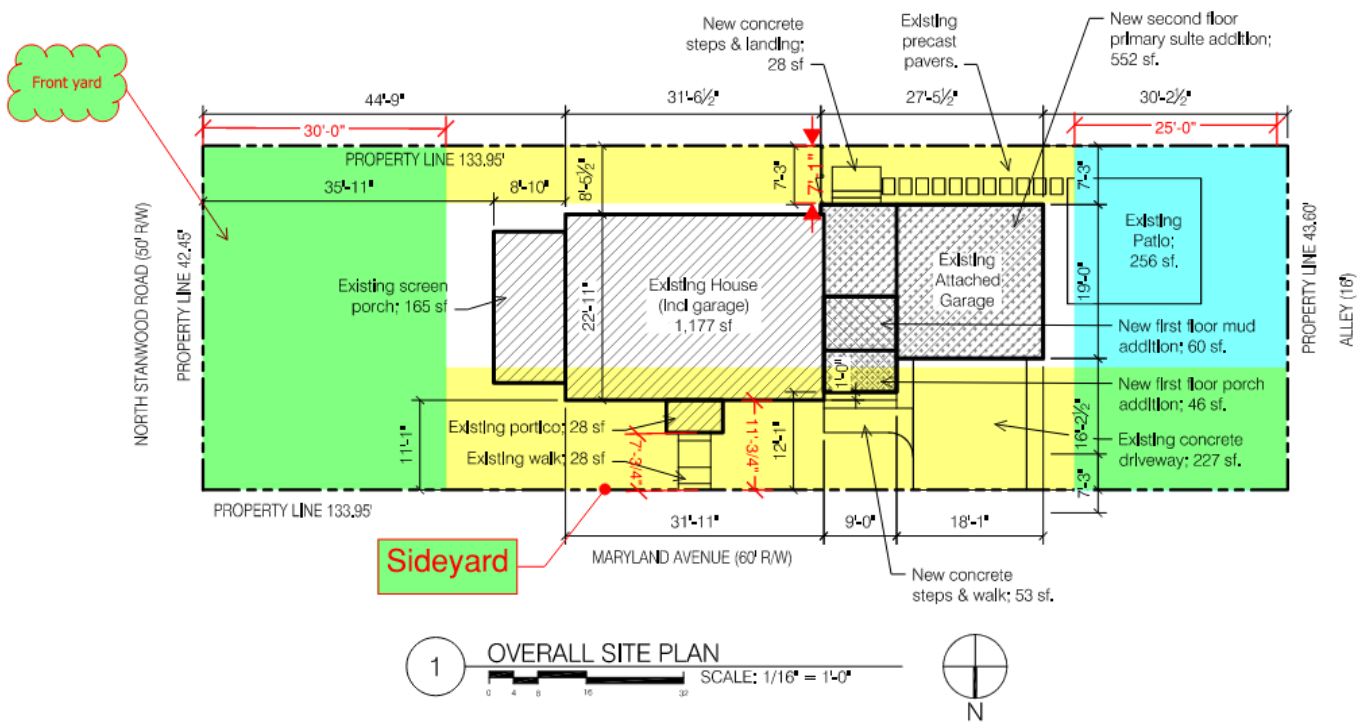 Front yard
New concrete
steps & landing;
28 sf
Existing
precast
pavers.
New second floor
primary suite addition;
552 sf.
44'-9"
31'-6½"
27'-5½"
30'-2½"
30'-0"
25'-0"
PROPERTY LINE 133.95'
35'-11"
8'-10"
8'-5½"
7'-3"
7'-1"
7'-3"
NORTH STANWOOD ROAD (50' R/W)
PROPERTY LINE 42.45'
Existing screen
porch; 165 sf
22'-11"
Existing House
(Incl garage)
1,177 sf
Existing
Attached
Garage
Existing
Patio;
256 sf.
19'-0"
PROPERTY LINE 43.60'
ALLEY (16')
New first floor mud
addition; 60 sf.
1'-0"
New first floor porch
addition; 46 sf.
11'-1"
Existing portico; 28 sf
Existing walk; 28 sf
7'-3/4"
11'-3/4"
12'-1"
16'-2½"
Existing concrete
driveway; 227 sf.
7'-3"
PROPERTY LINE 133.95'
31'-11"
9'-0"
18'-1"
Sideyard
MARYLAND AVENUE (60' R/W)
New concrete
steps & walk; 53 sf.
1
OVERALL SITE PLAN
SCALE: 1/16" = 1'-0"
0 4 8 16 32
N